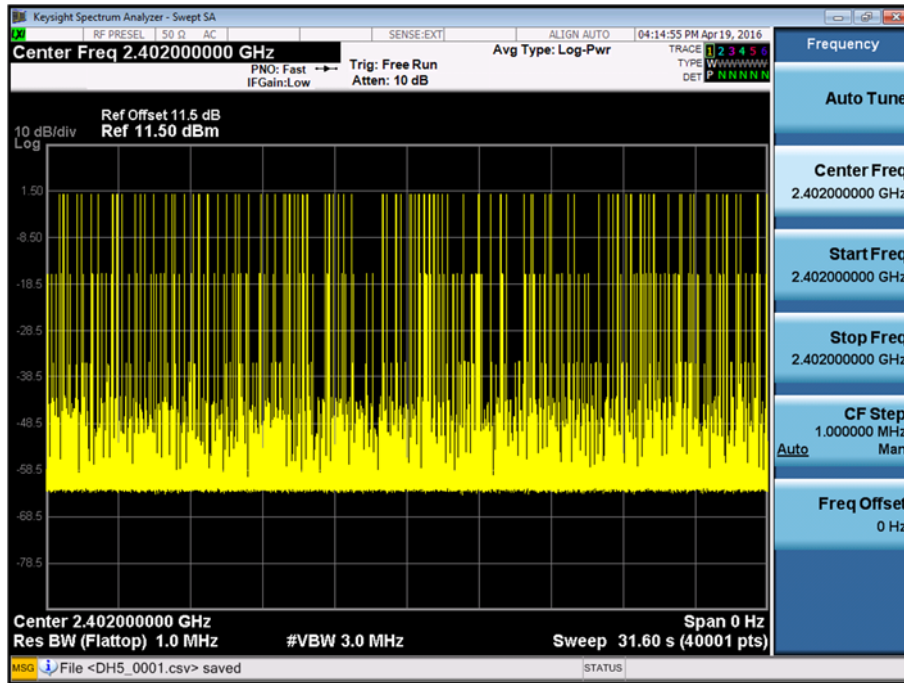 Keysight Spectrum Analyzer - Swept SA
LXI RF PRESEL 50 Ω AC SENSE:EXT ALIGN AUTO 04:14:55 PM Apr 19, 2016
Center Freq 2.402000000 GHz
PNO: Fast
IFGain:Low
Trig: Free Run
Atten: 10 dB
Avg Type: Log-Pwr
TRACE 1 2 3 4 5 6
TYPE WWWWWW
DET P N N N N N
Ref Offset 11.5 dB
10 dB/div Ref 11.50 dBm
Log
1.50
-8.50
-18.5
-28.5
-38.5
-48.5
-58.5
-68.5
-78.5
Center 2.402000000 GHz Span 0 Hz
Res BW (Flattop) 1.0 MHz #VBW 3.0 MHz Sweep 31.60 s (40001 pts)
MSG File <DH5_0001.csv> saved STATUS
Frequency
Auto Tune
Center Freq
2.402000000 GHz
Start Freq
2.402000000 GHz
Stop Freq
2.402000000 GHz
CF Step
1.000000 MHz
Auto Man
Freq Offset
0 Hz